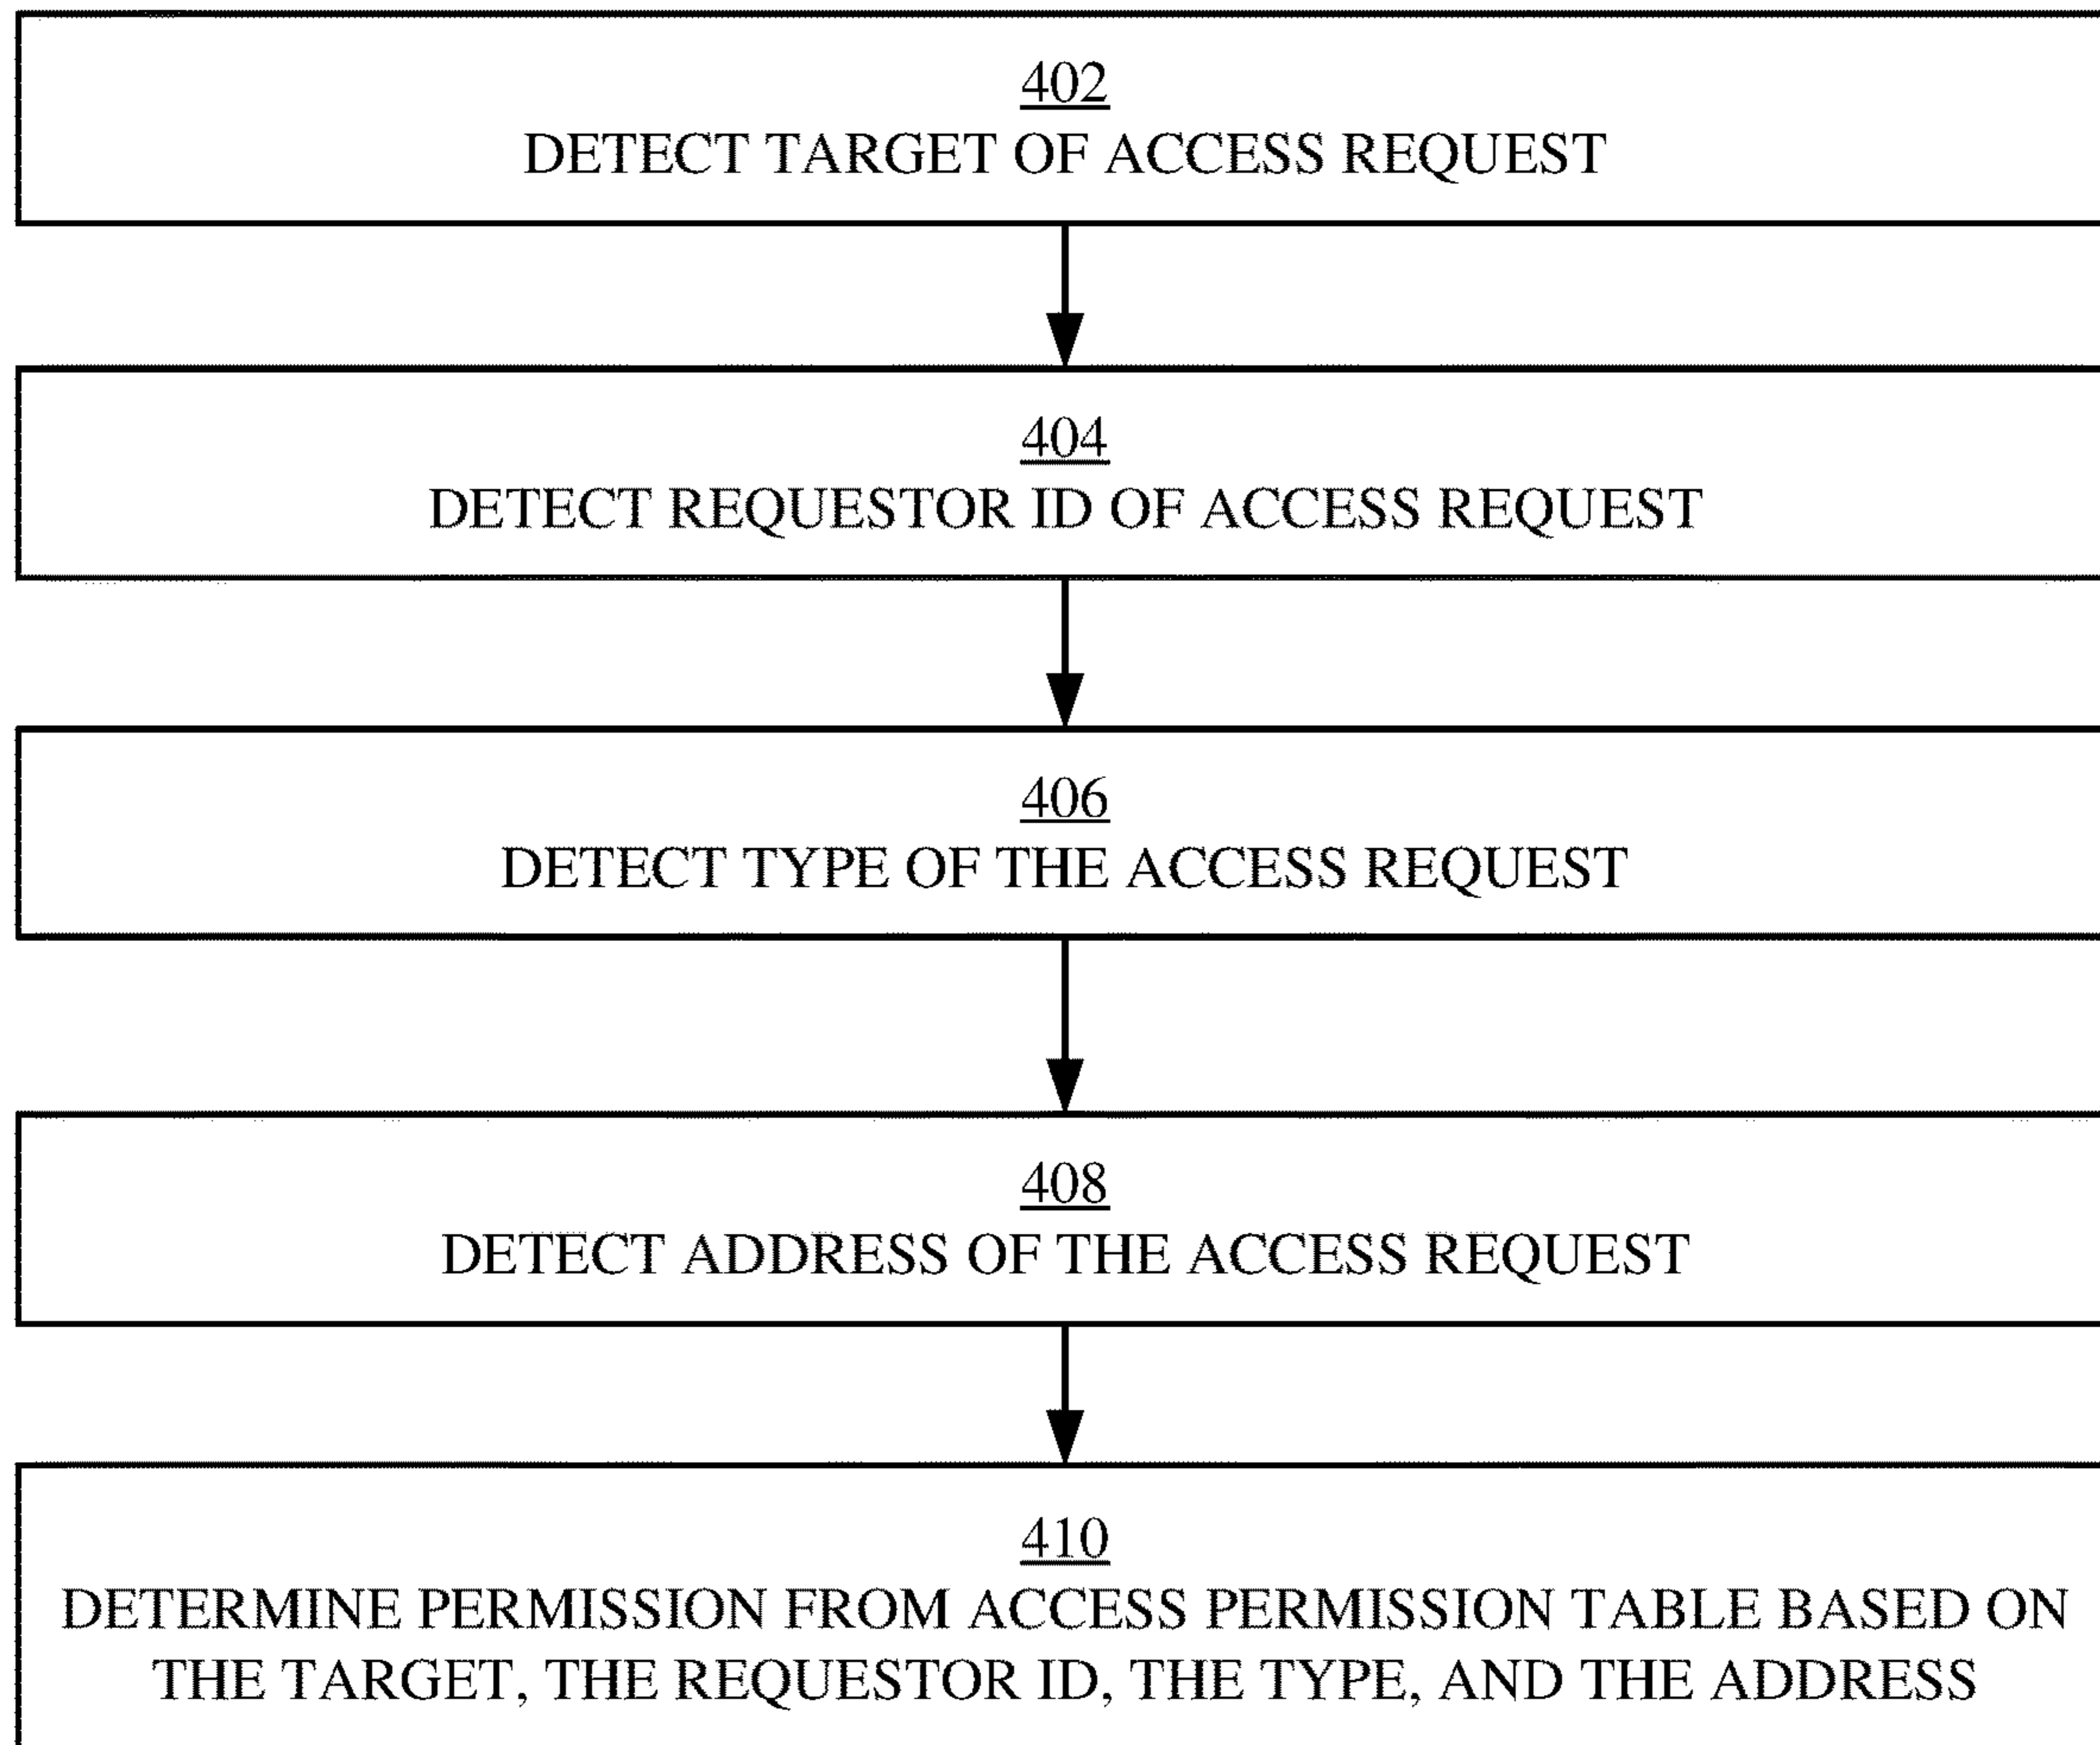 402
DETECT TARGET OF ACCESS REQUEST
404
DETECT REQUESTOR ID OF ACCESS REQUEST
406
DETECT TYPE OF THE ACCESS REQUEST
408
DETECT ADDRESS OF THE ACCESS REQUEST
410
DETERMINE PERMISSION FROM ACCESS PERMISSION TABLE BASED ON
THE TARGET, THE REQUESTOR ID, THE TYPE, AND THE ADDRESS